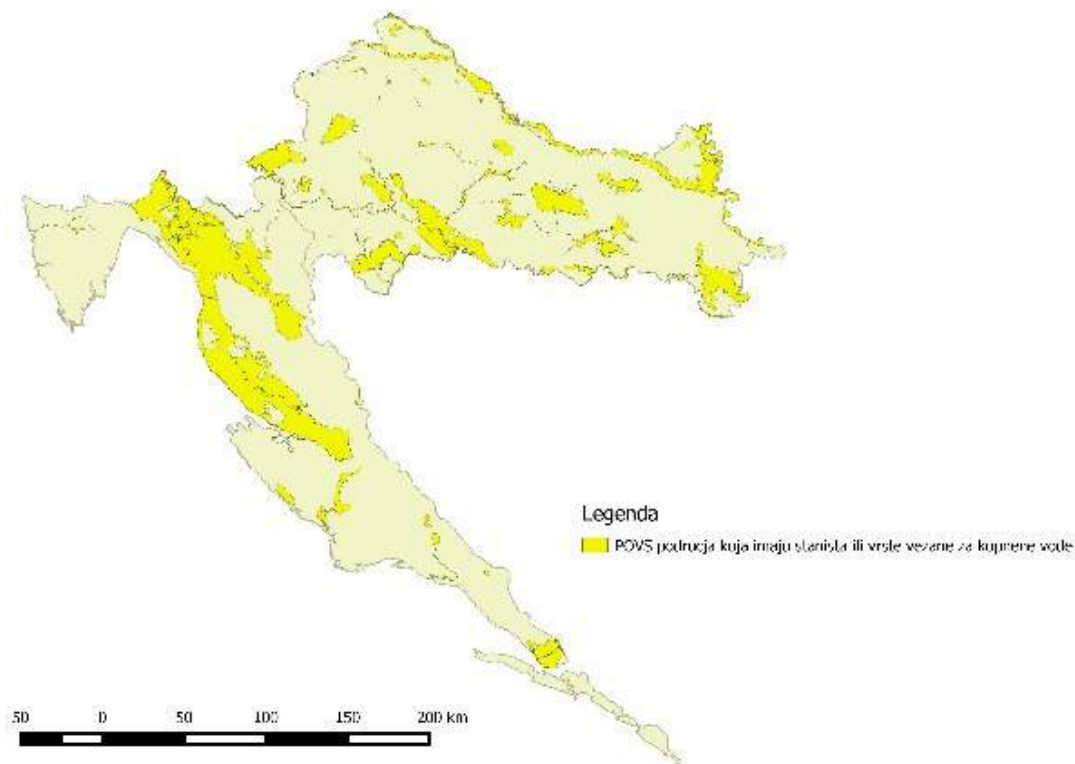 Legenda
POVS područja koja imaju staništa ili vrste vezane za kopnene vode
50 0 50 100 150 200 km